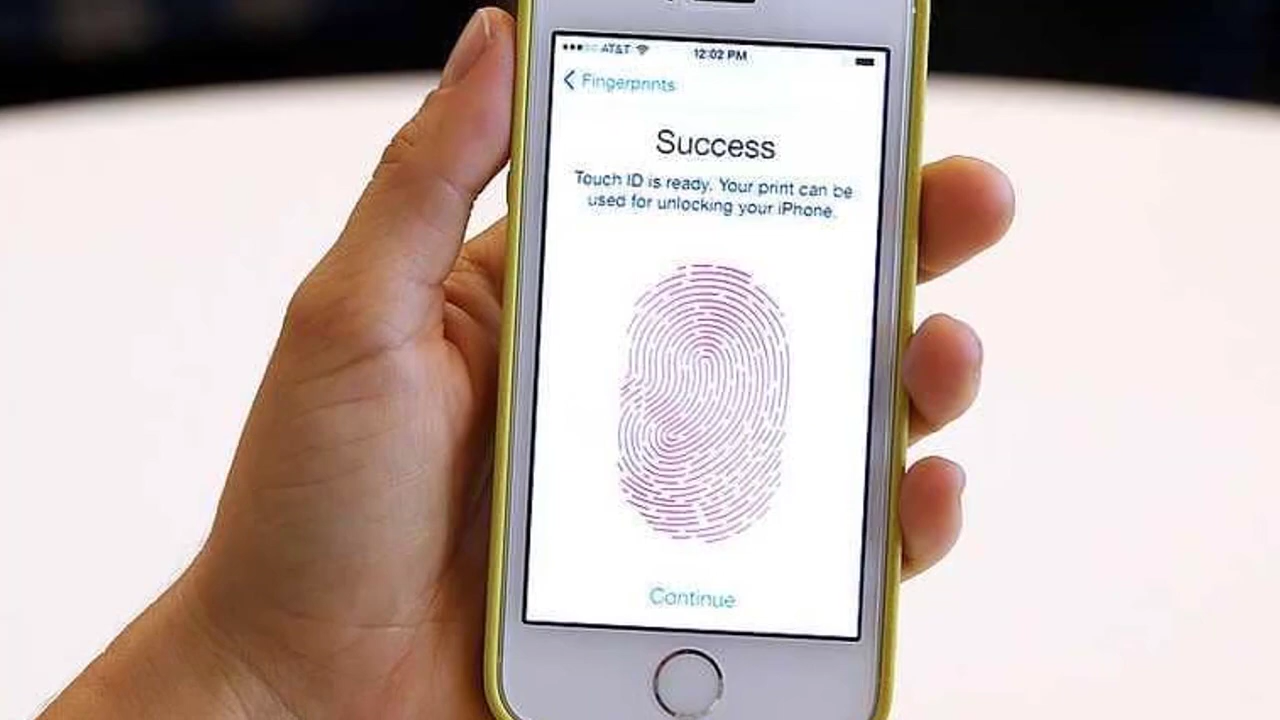 AT&T 12:02 PM
Fingerprints
Success
Touch ID is ready. Your print can be
used for unlocking your iPhone.
Continue